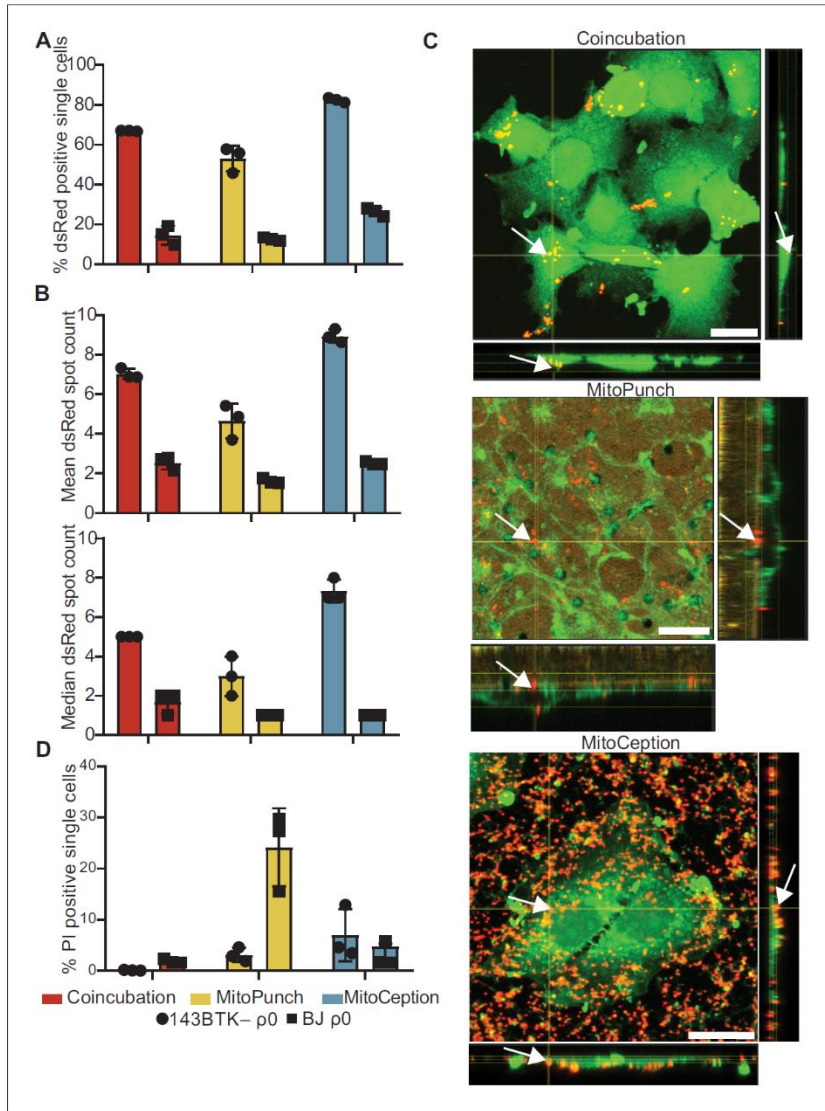 A
% dsRed positive single cells
100
80
60
40
20
0
B
Mean dsRed spot count
10
8
6
4
2
0
Median dsRed spot count
8
6
4
2
0
D
% PI positive single cells
40
30
20
10
0
Coincubation MitoPunch MitoCeption
143BTK– ρ0 BJ ρ0
C
Coincubation
MitoPunch
MitoCeption